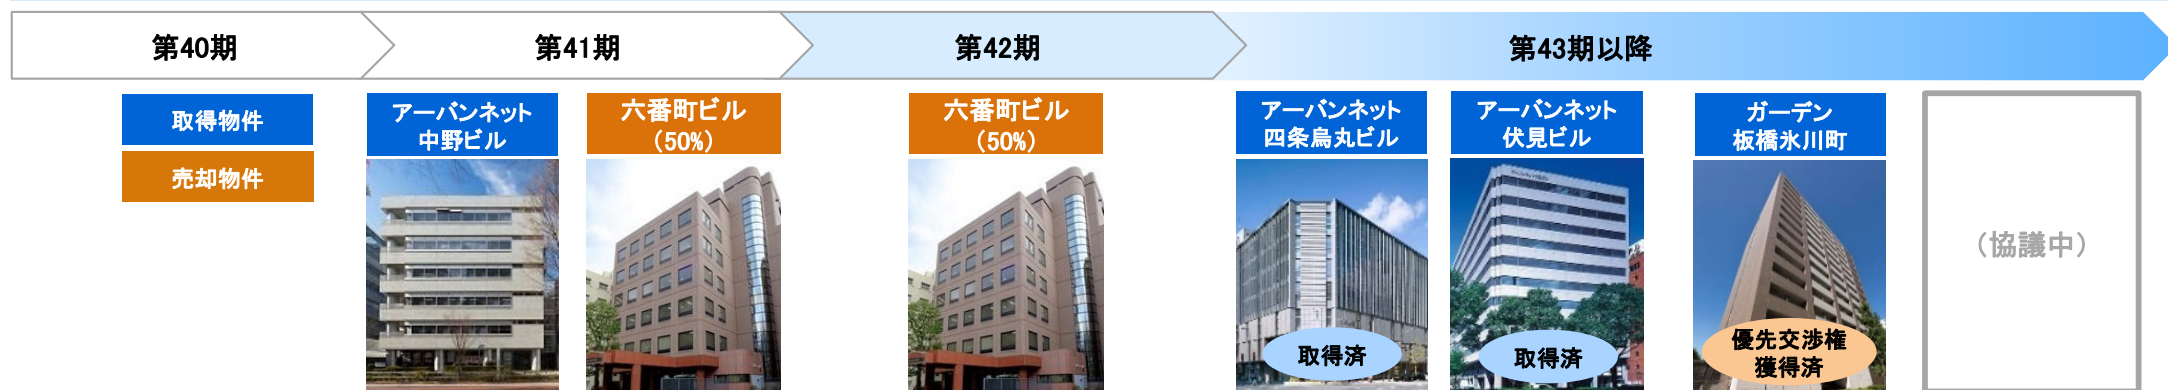 第40期
第41期
第42期
第43期以降
取得物件
売却物件
アーバンネット
中野ビル
六番町ビル
(50%)
六番町ビル
(50%)
アーバンネット
四条烏丸ビル
取得済
アーバンネット
伏見ビル
取得済
ガーデン
板橋氷川町
優先交渉権
獲得済
(協議中)